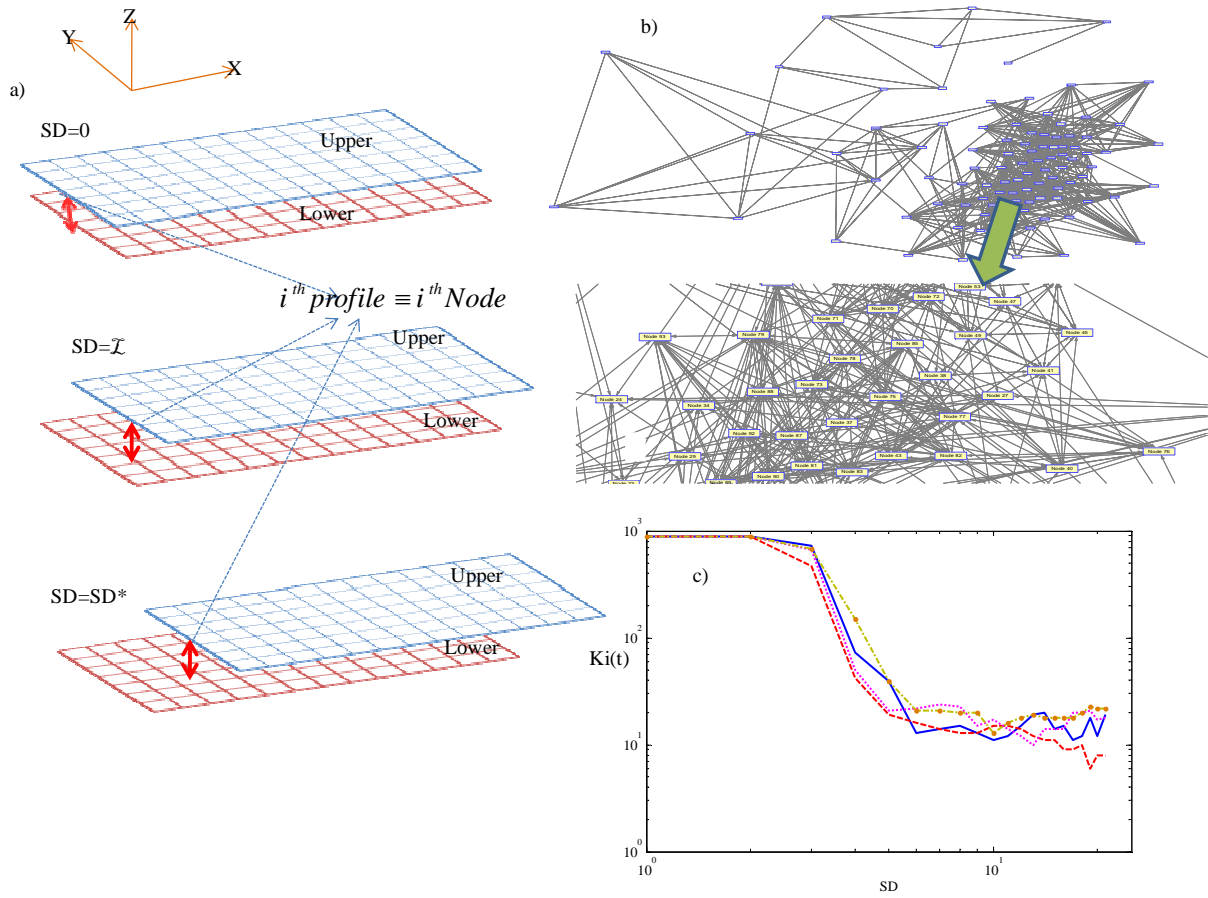 a)
Z
Y
X
SD=0
Upper
Lower
i th profile ≡ i th Node
SD=ℒ
Upper
Lower
SD=SD*
Upper
Lower
b)
Node 53
Node 72
Node 47
Node 70
Node 71
Node 93
Node 79
Node 49
Node 45
Node 86
Node 78
Node 41
Node 38
Node 73
Node 88
Node 24
Node 75
Node 27
Node 34
Node 77
Node 37
Node 92
Node 87
Node 29
Node 43
Node 82
Node 76
Node 81
Node 83
Node 40
Node 90
c)
Ki(t)
10^3
10^2
10^1
10^0
10^0
10^1
SD